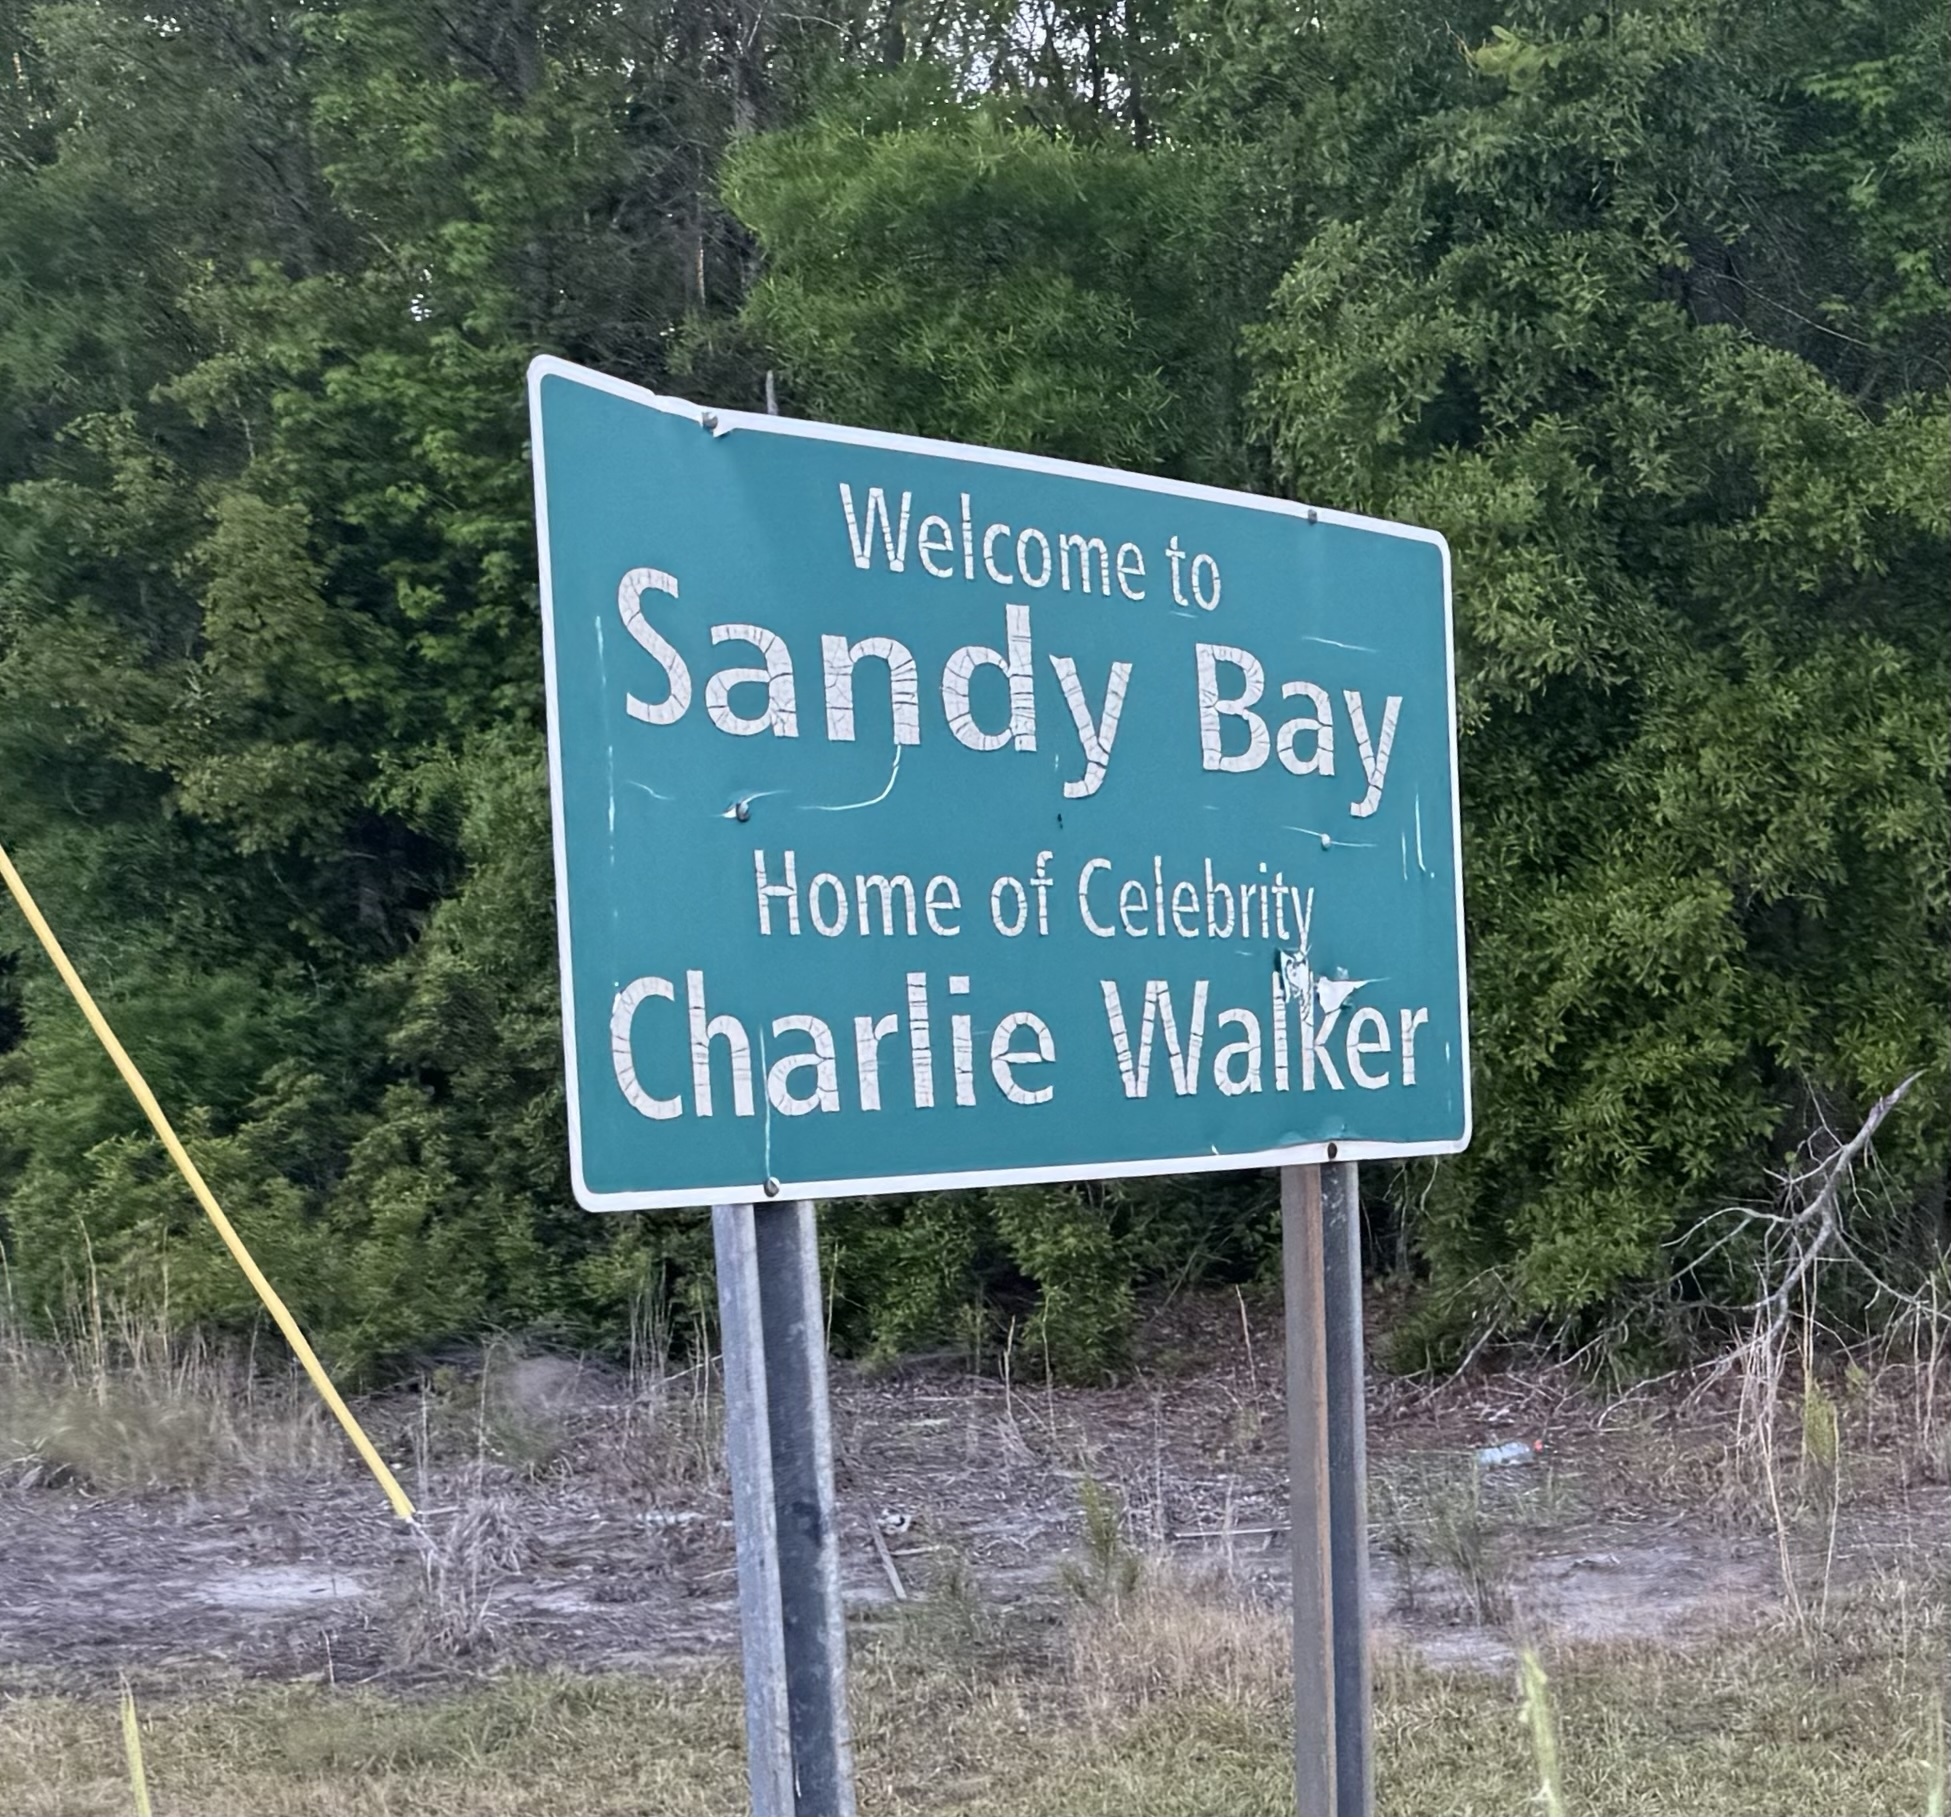 Welcome to
Sandy Bay
Home of Celebrity
Charlie Walker